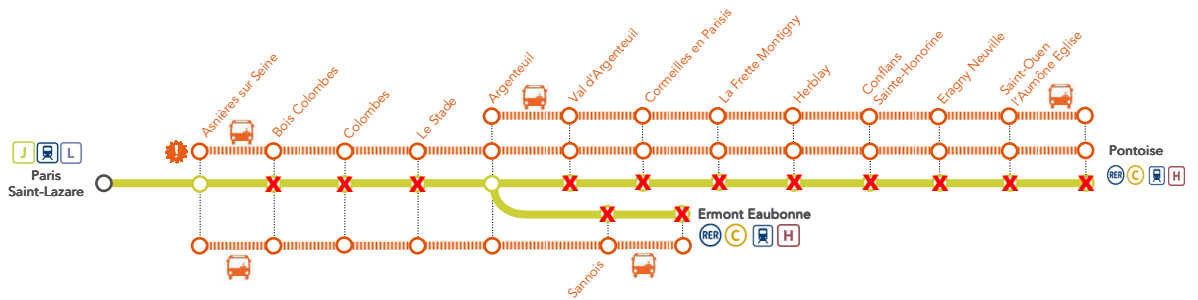 Asnières sur Seine
Bois Colombes
Colombes
Le Stade
Argenteuil
Val d'Argenteuil
Cormeilles en Parisis
La Frette Montigny
Herblay
Conflans
Sainte-Honorine
Eragny Neuville
Saint-Ouen
l'Aumône Eglise
J L
!
Paris
Saint-Lazare
X X X X X X X X X X X
Pontoise
RER C H
X X
Ermont Eaubonne
RER C H
Sannois